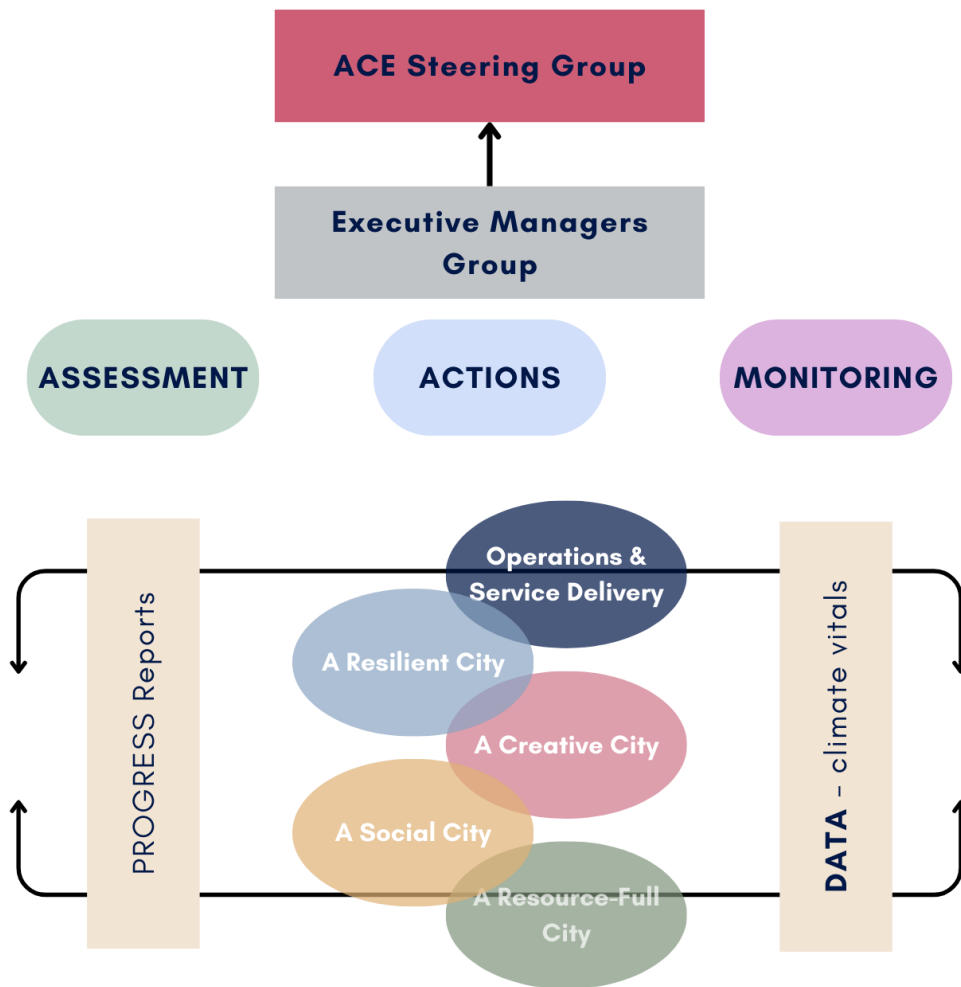 ACE Steering Group
Executive Managers
Group
ASSESSMENT
ACTIONS
MONITORING
PROGRESS Reports
Operations &
Service Delivery
A Resilient City
A Creative City
A Social City
A Resource-Full
City
DATA - climate vitals